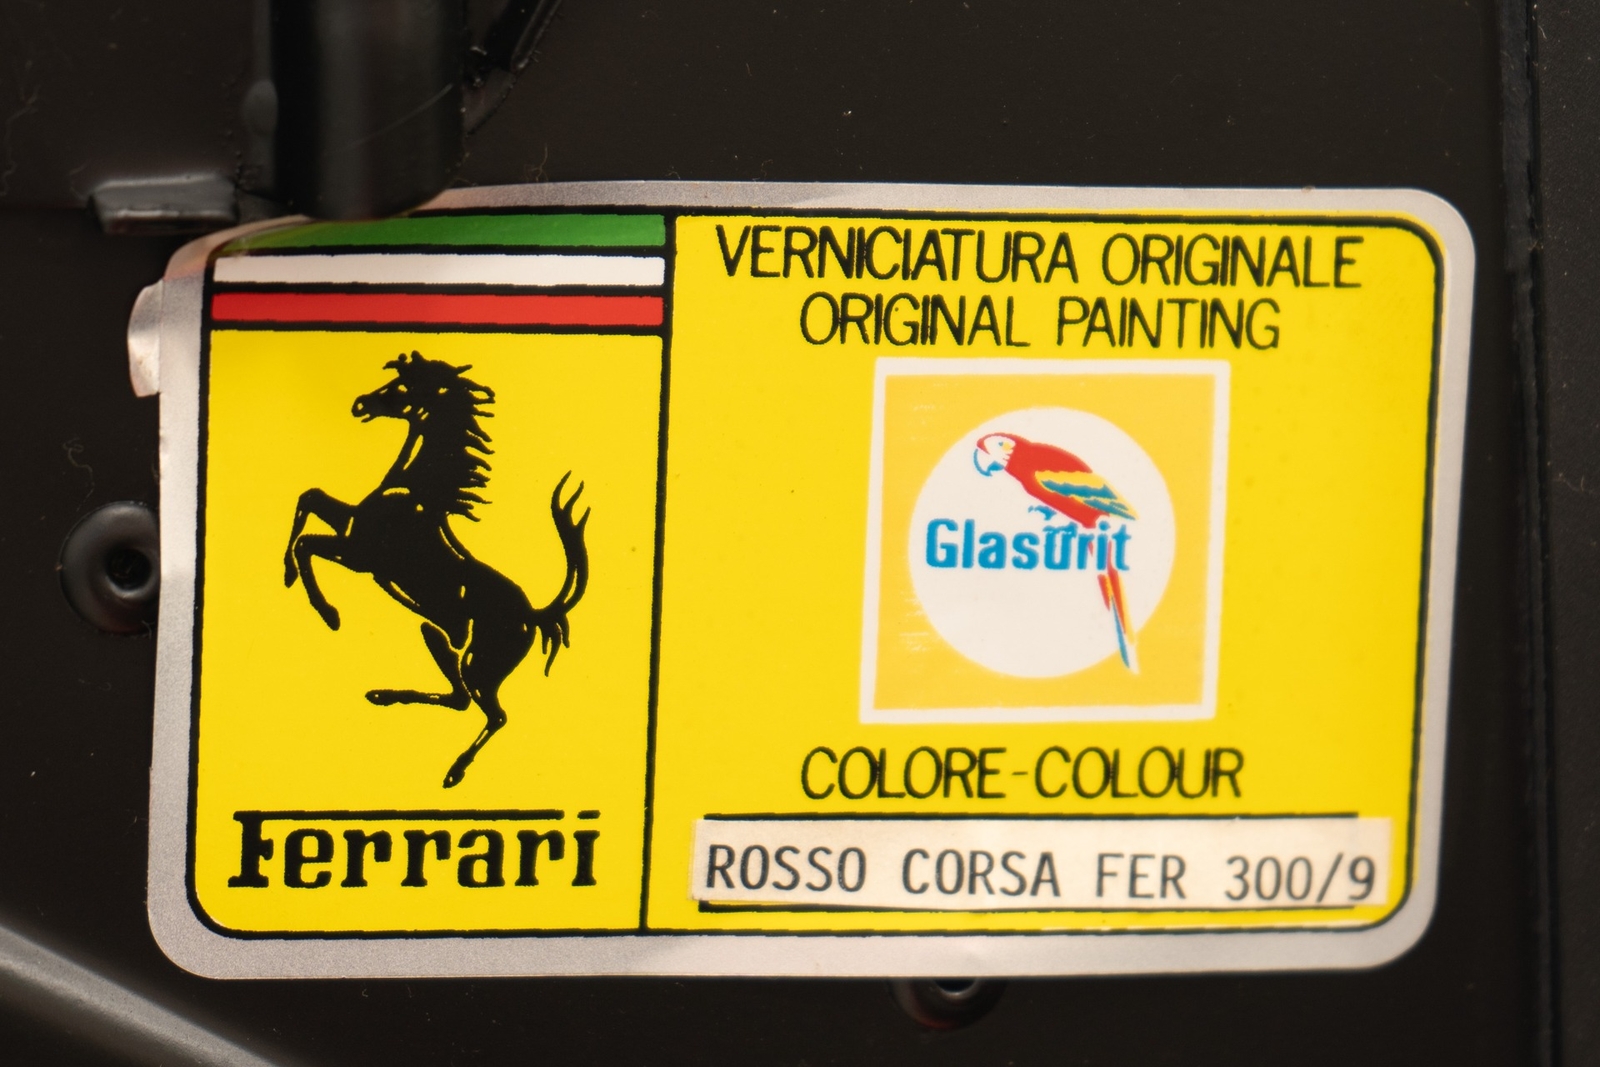 VERNICIATURA ORIGINALE
ORIGINAL PAINTING
Glasurit
COLORE-COLOUR
ROSSO CORSA FER 300/9
Ferrari